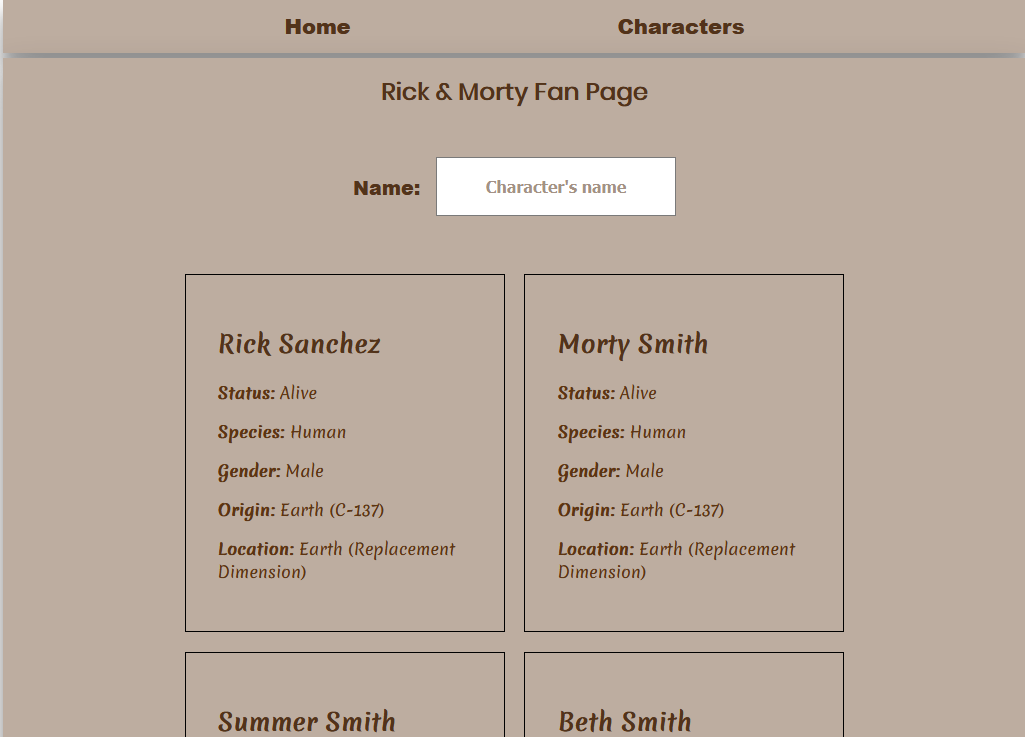 Home Characters
Rick & Morty Fan Page
Name: Character's name
Rick Sanchez
Status: Alive
Species: Human
Gender: Male
Origin: Earth (C-137)
Location: Earth (Replacement
Dimension)
Morty Smith
Status: Alive
Species: Human
Gender: Male
Origin: Earth (C-137)
Location: Earth (Replacement
Dimension)
Summer Smith
Beth Smith